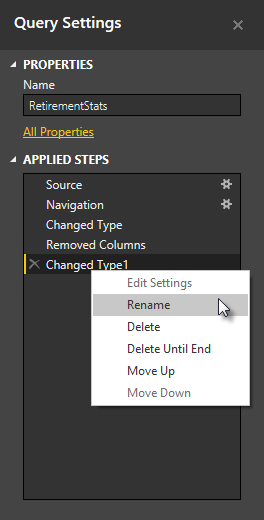 Query Settings
PROPERTIES
Name
RetirementStats
All Properties
APPLIED STEPS
Source
Navigation
Changed Type
Removed Columns
Changed Type1
Edit Settings
Rename
Delete
Delete Until End
Move Up
Move Down